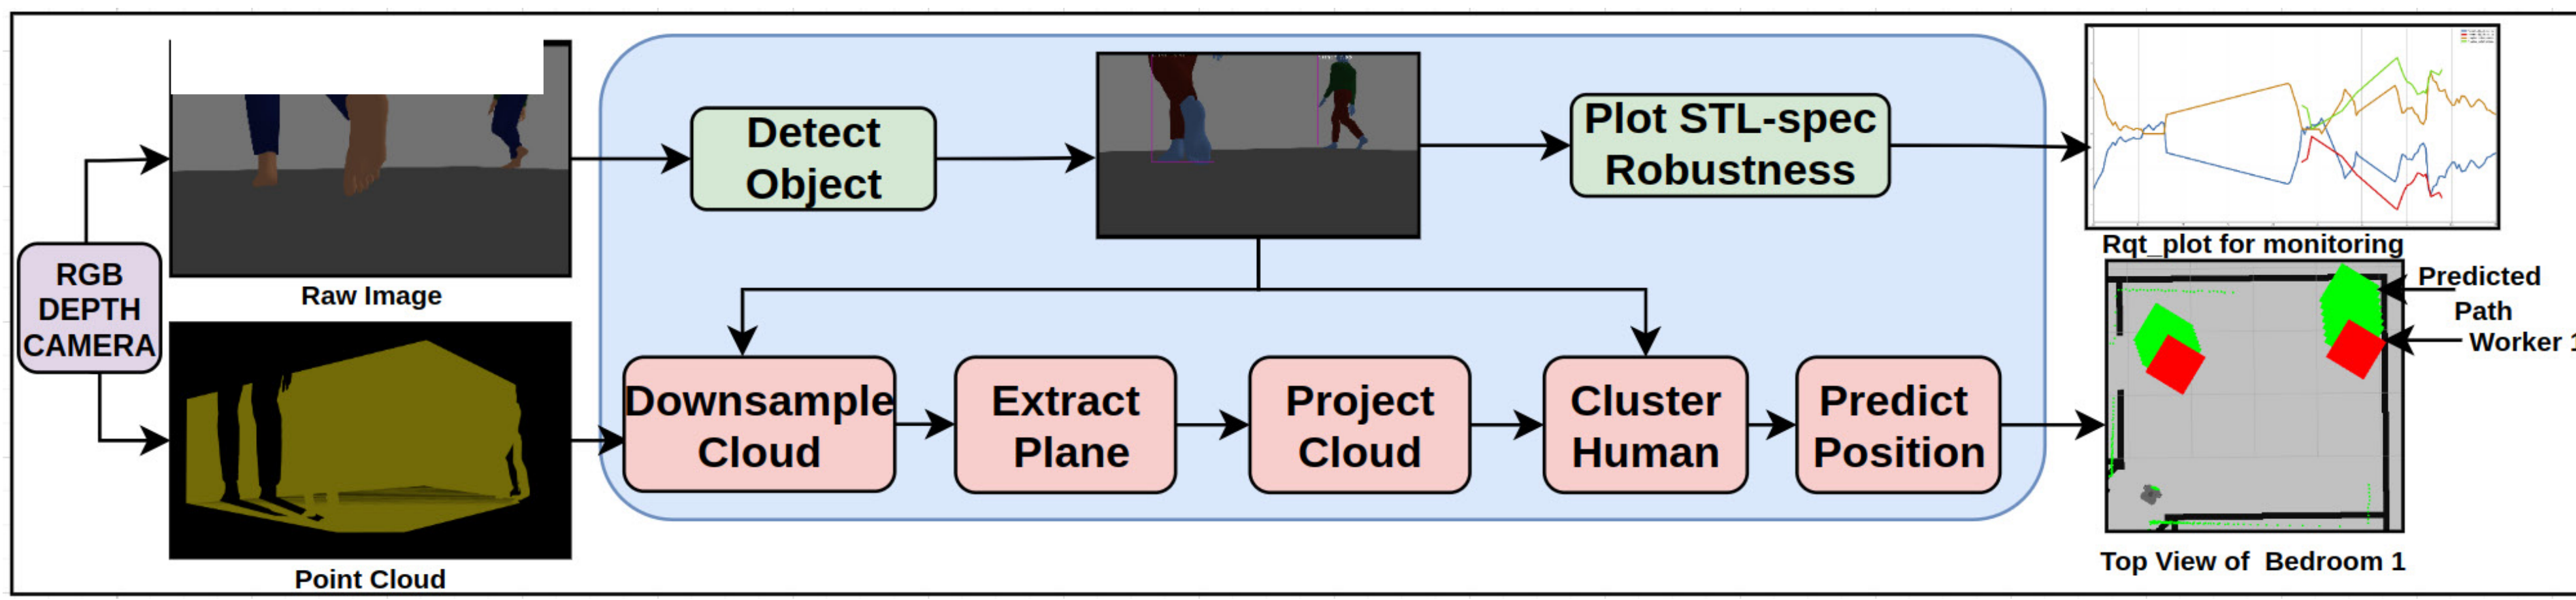 RGB
DEPTH
CAMERA
Raw Image
Point Cloud
Detect
Object
Plot STL-spec
Robustness
Downsample
Cloud
Extract
Plane
Project
Cloud
Cluster
Human
Predict
Position
Rqt_plot for monitoring
Predicted
Path
Worker 1
Top View of Bedroom 1